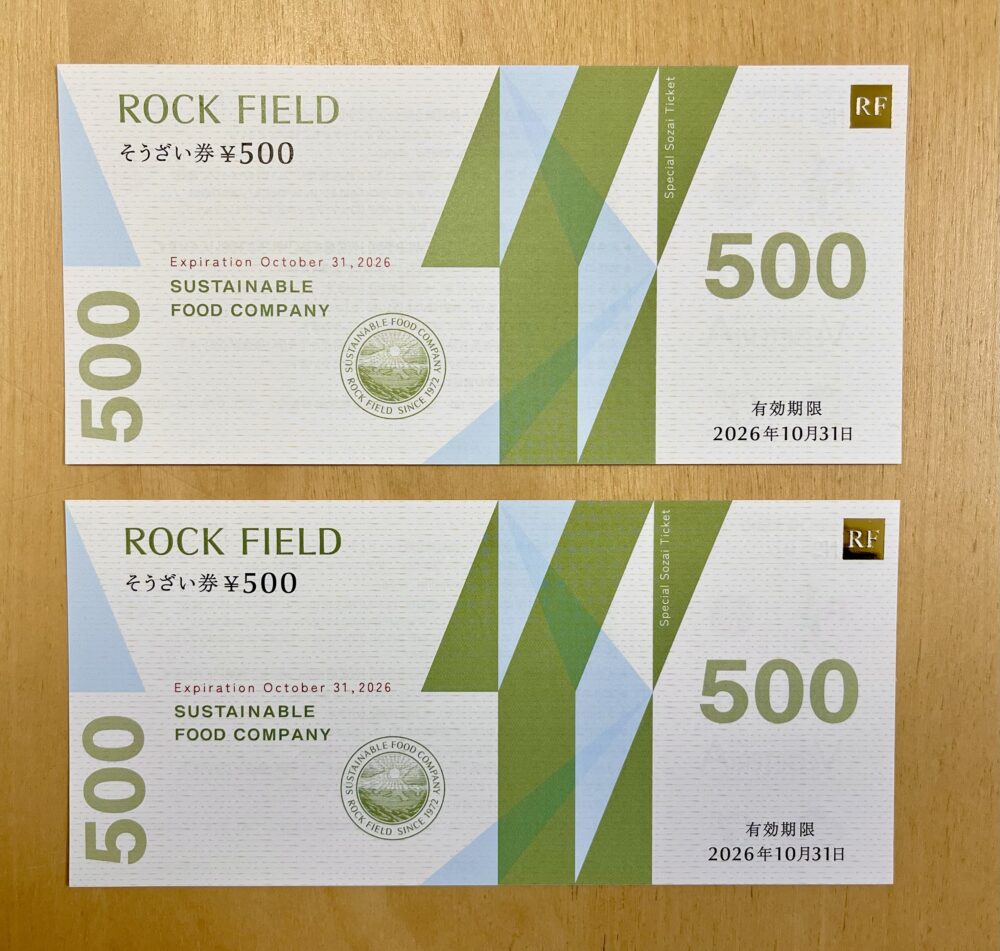 ROCK FIELD
そうざい券¥500
Special Sozai Ticket
RF
500
Expiration October 31,2026
SUSTAINABLE
FOOD COMPANY
500
SUSTAINABLE FOOD COMPANY
ROCK FIELD SINCE 1972
有効期限
2026年10月31日
ROCK FIELD
そうざい券¥500
Special Sozai Ticket
RF
500
Expiration October 31,2026
SUSTAINABLE
FOOD COMPANY
500
SUSTAINABLE FOOD COMPANY
ROCK FIELD SINCE 1972
有効期限
2026年10月31日